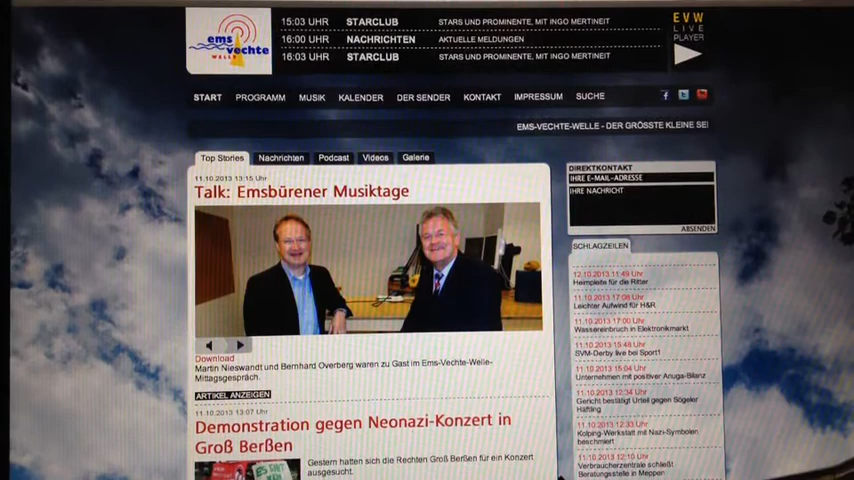 ems
vechte
WELLE
15:03 UHR STARCLUB STARS UND PROMINENTE, MIT INGO MERTINEIT
16:00 UHR NACHRICHTEN AKTUELLE MELDUNGEN
16:03 UHR STARCLUB STARS UND PROMINENTE, MIT INGO MERTINEIT
EVW
LIVE
PLAYER
START PROGRAMM MUSIK KALENDER DER SENDER KONTAKT IMPRESSUM SUCHE
EMS-VECHTE-WELLE - DER GRÖSSTE KLEINE SEI
Top Stories Nachrichten Podcast Videos Galerie
11.10.2013 13:15 Uhr
Talk: Emsbürener Musiktage
Download
Martin Nieswandt und Bernhard Overberg waren zu Gast im Ems-Vechte-Welle-
Mittagsgespräch.
ARTIKEL ANZEIGEN
11.10.2013 13:07 Uhr
Demonstration gegen Neonazi-Konzert in
Groß Berßen
Gestern hatten sich die Rechten Groß Berßen für ein Konzert
ausgesucht.
DIREKTKONTAKT
IHRE E-MAIL-ADRESSE
IHRE NACHRICHT
ABSENDEN
SCHLAGZEILEN
12.10.2013 11:49 Uhr
Heimpleite für die Ritter
11.10.2013 17:08 Uhr
Leichter Aufwind für H&R
11.10.2013 17:00 Uhr
Wassereinbruch in Elektronikmarkt
11.10.2013 15:48 Uhr
SVM-Derby live bei Sport1
11.10.2013 15:04 Uhr
Unternehmen mit positiver Anuga-Bilanz
11.10.2013 12:34 Uhr
Gericht bestätigt Urteil gegen Sögeler
Häftling
11.10.2013 12:33 Uhr
Kolping-Werkstatt mit Nazi-Symbolen
beschmiert
11.10.2013 12:10 Uhr
Verbraucherzentrale schließt
Beratungsstelle in Meppen